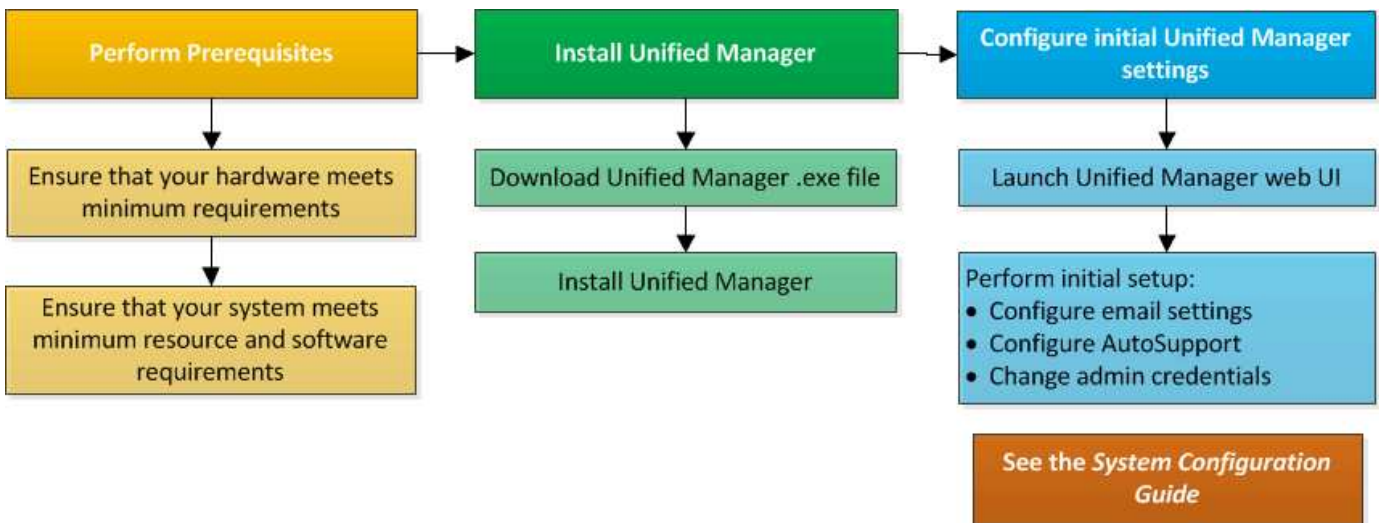 Perform Prerequisites
Ensure that your hardware meets
minimum requirements
Ensure that your system meets
minimum resource and software
requirements
Install Unified Manager
Download Unified Manager .exe file
Install Unified Manager
Configure initial Unified Manager
settings
Launch Unified Manager web UI
Perform initial setup:
• Configure email settings
• Configure AutoSupport
• Change admin credentials
See the System Configuration
Guide